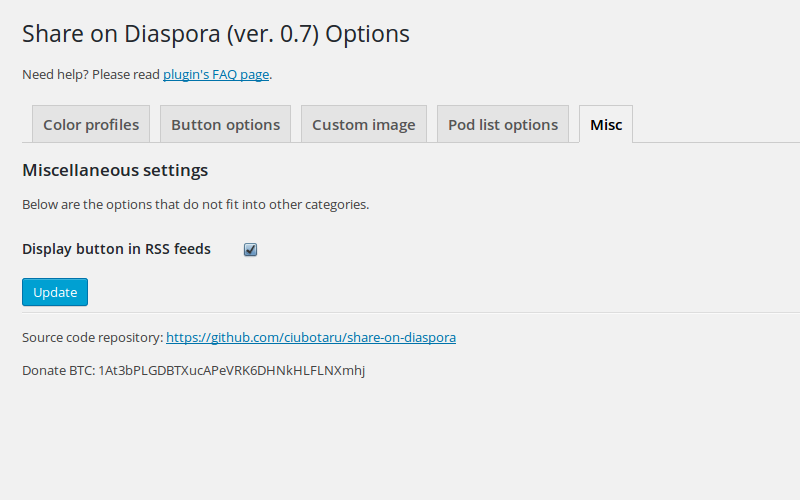 Share on Diaspora (ver. 0.7) Options
Need help? Please read plugin's FAQ page.
Color profiles
Button options
Custom image
Pod list options
Misc
Miscellaneous settings
Below are the options that do not fit into other categories.
Display button in RSS feeds
Update
Source code repository: https://github.com/ciubotaru/share-on-diaspora
Donate BTC: 1At3bPLGDBTXucAPeVRK6DHNkHLFLNXmhj